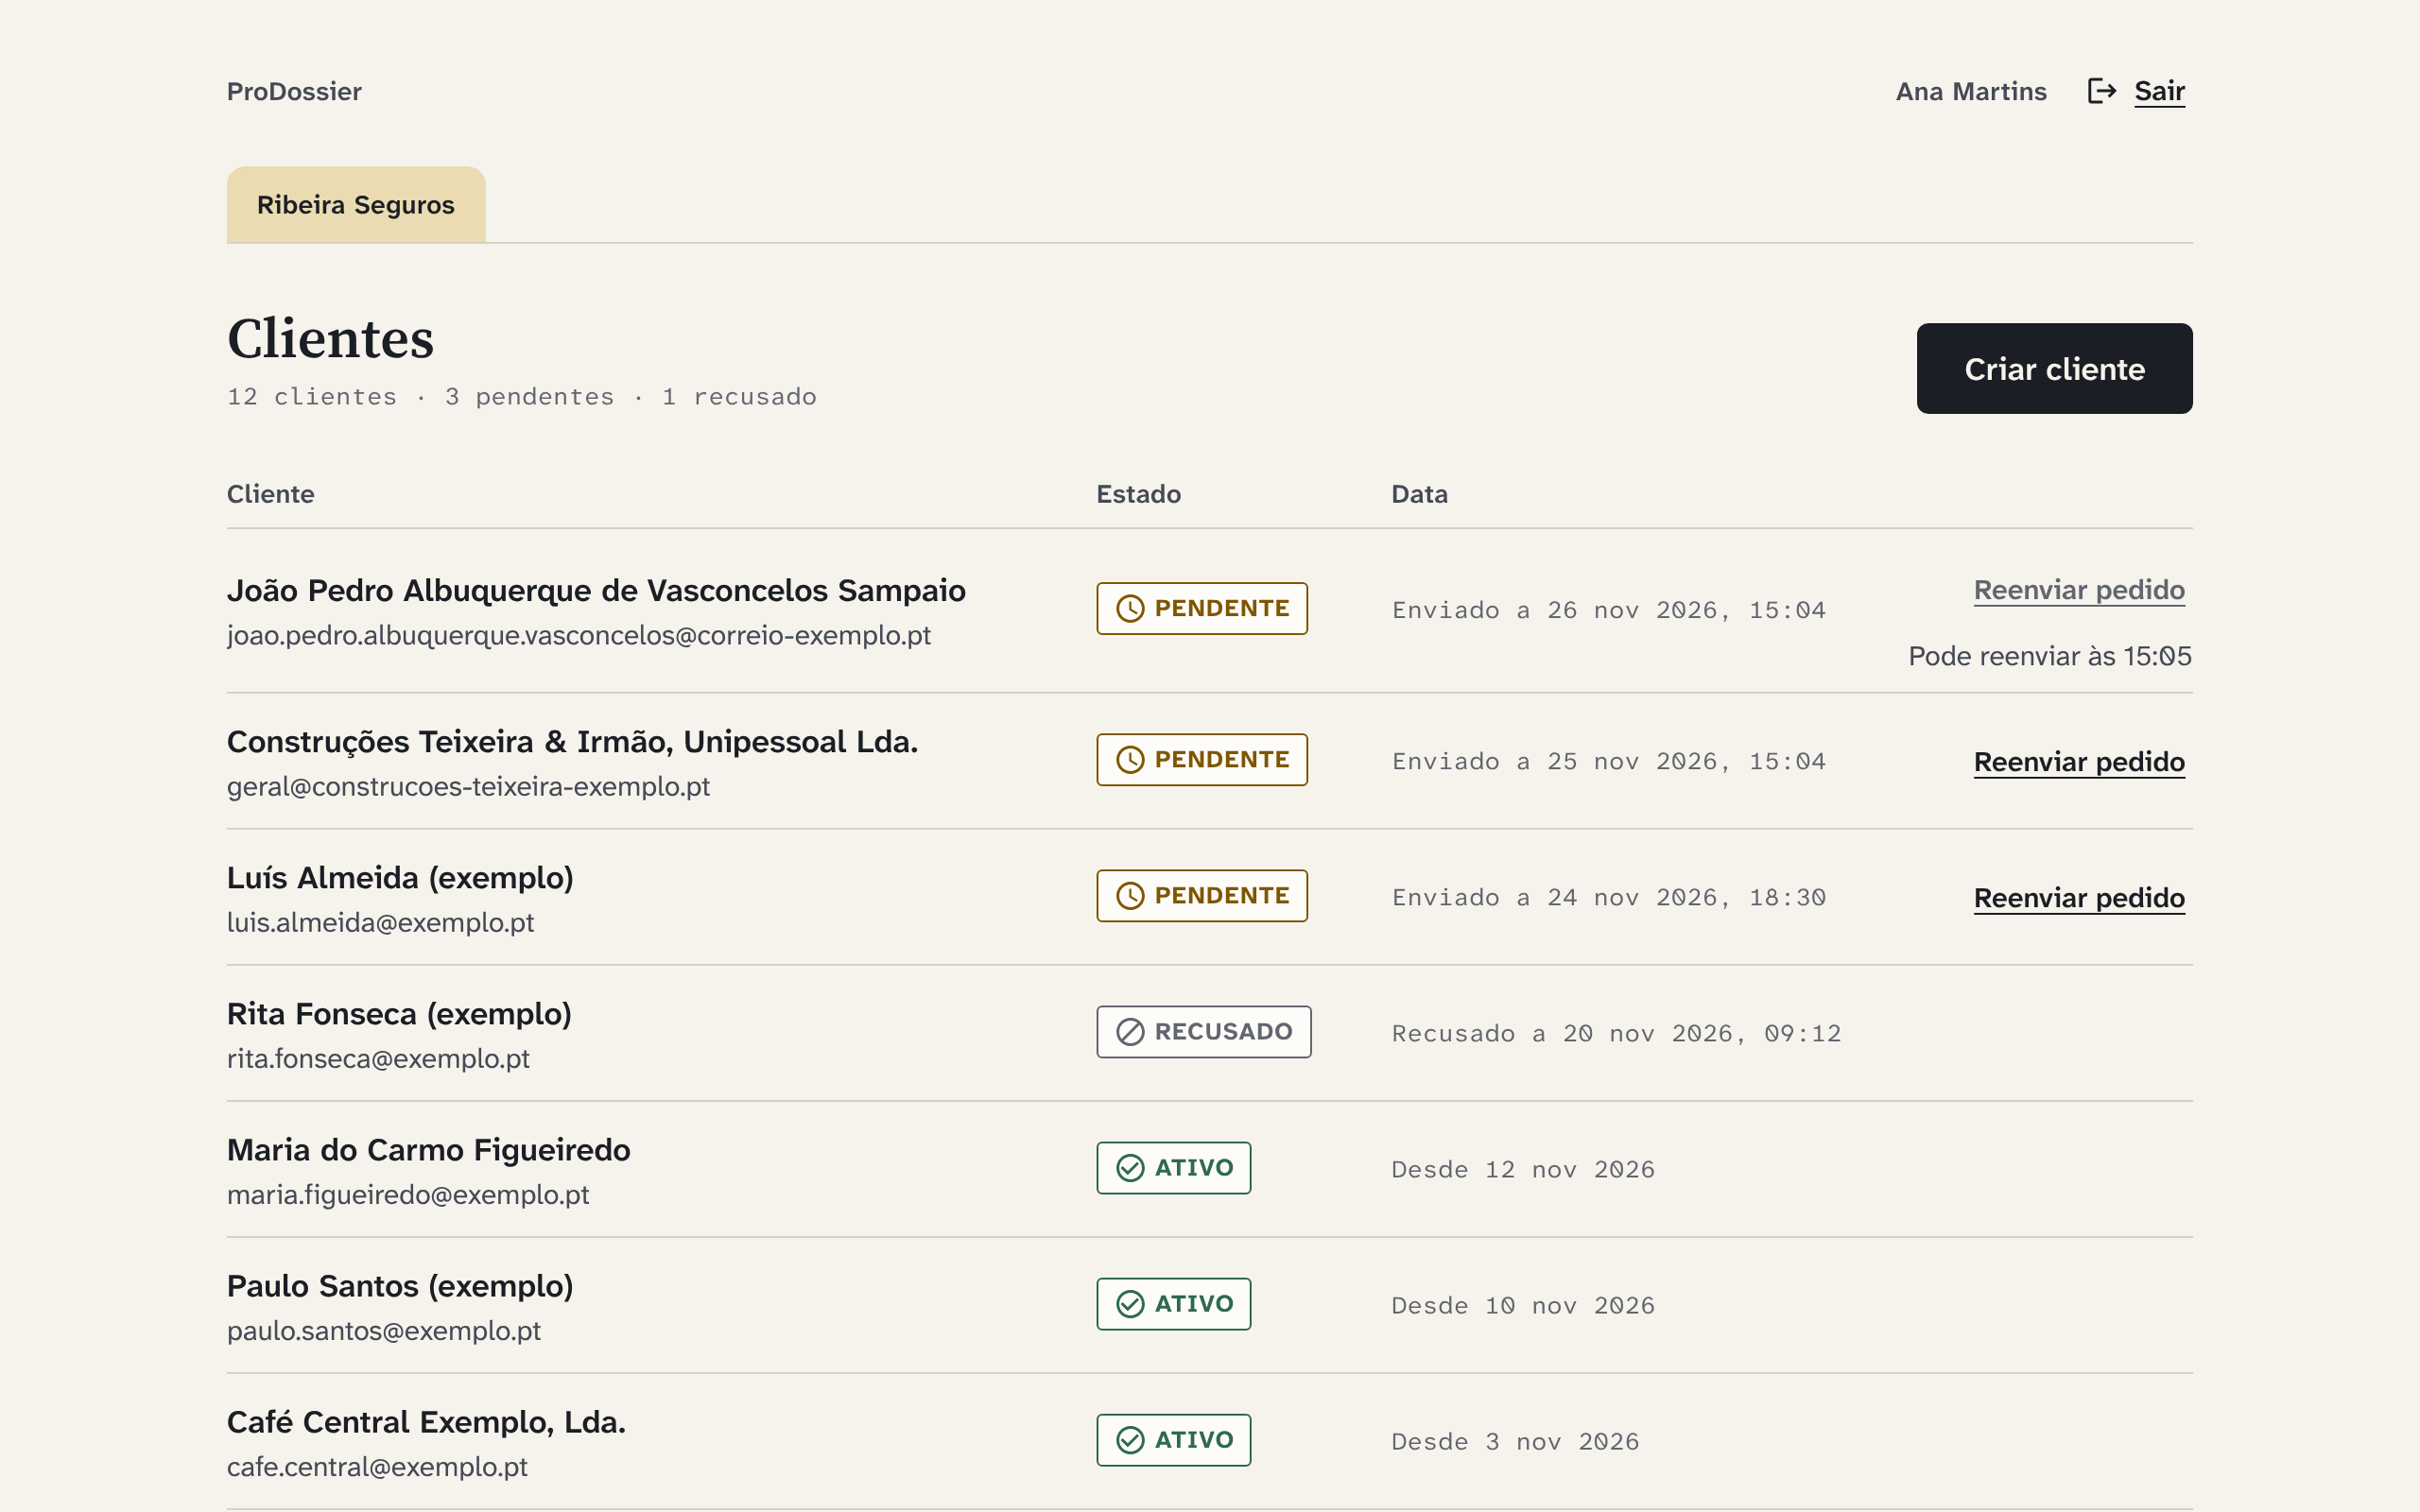 ProDossier
Ana Martins
Sair
Ribeira Seguros
Clientes
12 clientes · 3 pendentes · 1 recusado
Criar cliente
Cliente
Estado
Data
João Pedro Albuquerque de Vasconcelos Sampaio
joao.pedro.albuquerque.vasconcelos@correio-exemplo.pt
PENDENTE
Enviado a 26 nov 2026, 15:04
Reenviar pedido
Pode reenviar às 15:05
Construções Teixeira & Irmão, Unipessoal Lda.
geral@construcoes-teixeira-exemplo.pt
PENDENTE
Enviado a 25 nov 2026, 15:04
Reenviar pedido
Luís Almeida (exemplo)
luis.almeida@exemplo.pt
PENDENTE
Enviado a 24 nov 2026, 18:30
Reenviar pedido
Rita Fonseca (exemplo)
rita.fonseca@exemplo.pt
RECUSADO
Recusado a 20 nov 2026, 09:12
Maria do Carmo Figueiredo
maria.figueiredo@exemplo.pt
ATIVO
Desde 12 nov 2026
Paulo Santos (exemplo)
paulo.santos@exemplo.pt
ATIVO
Desde 10 nov 2026
Café Central Exemplo, Lda.
cafe.central@exemplo.pt
ATIVO
Desde 3 nov 2026